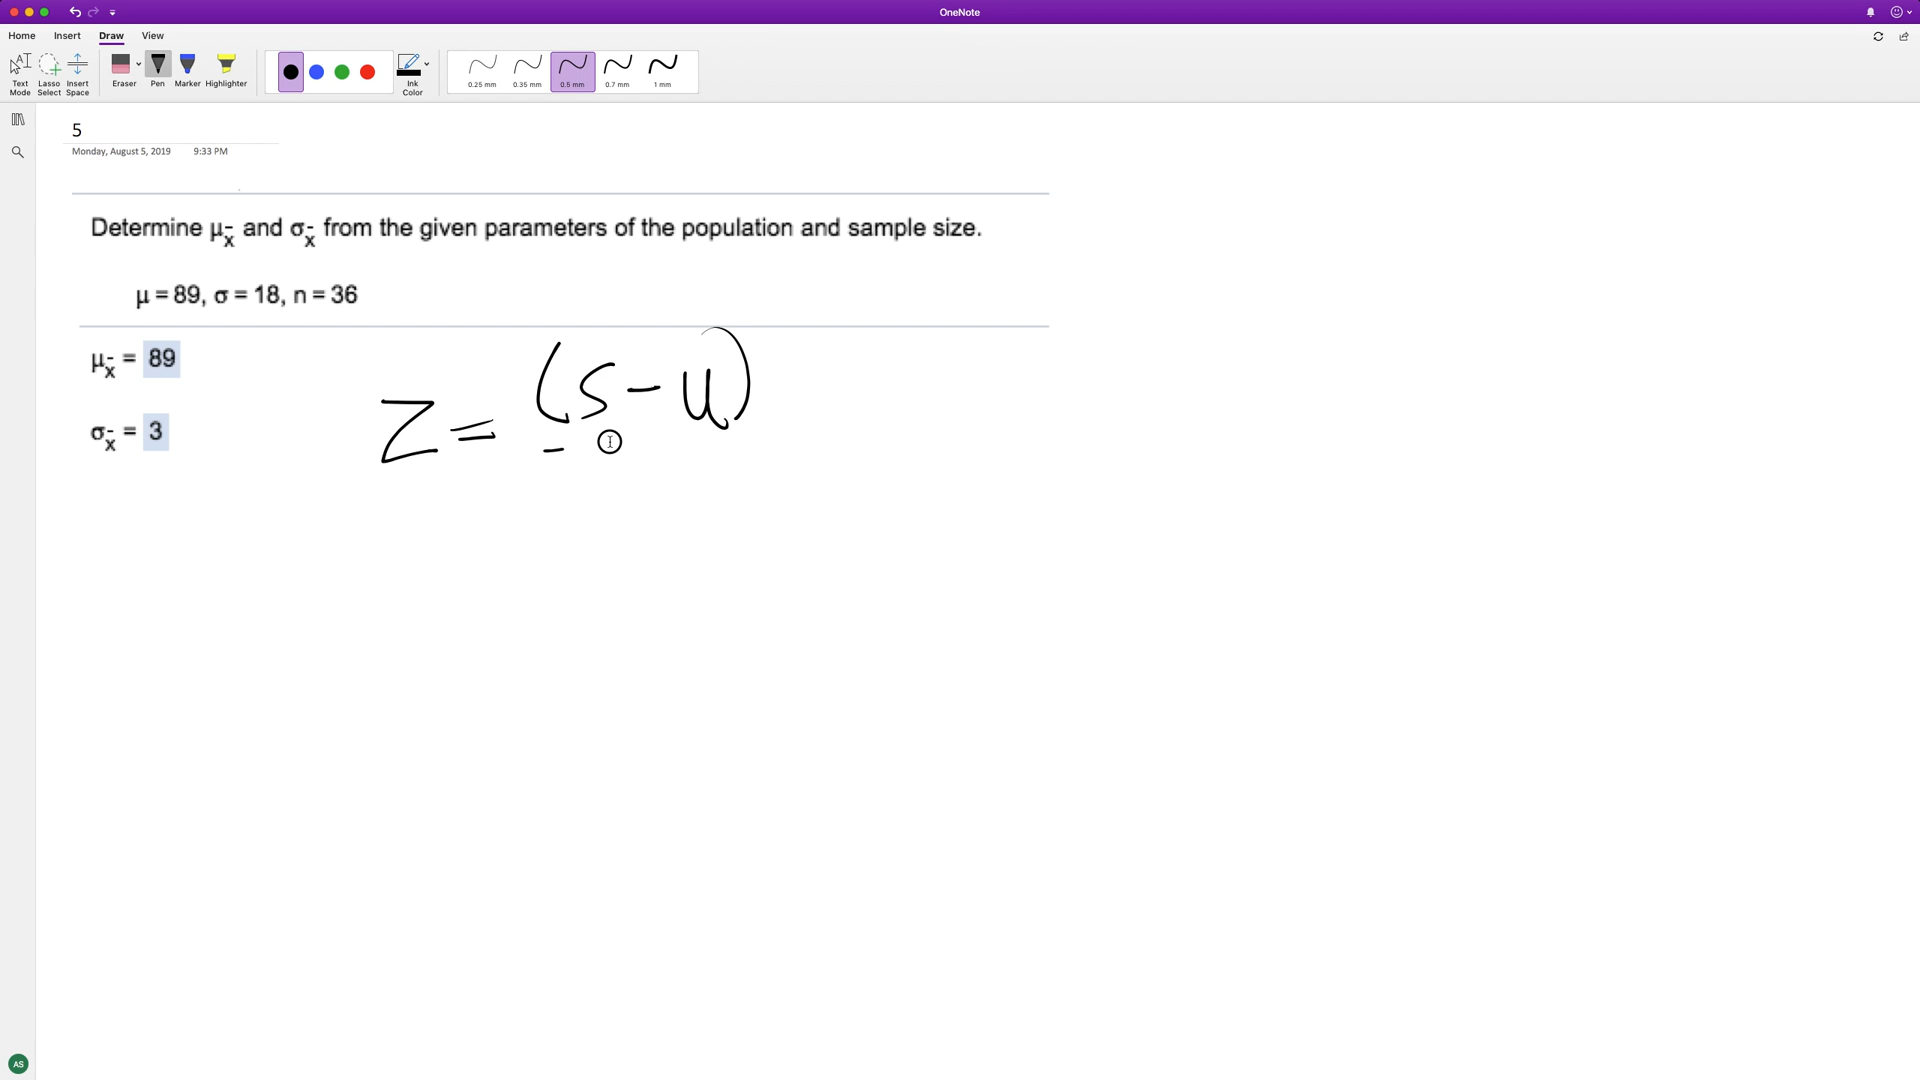 OneNote
Home Insert Draw View
Text Mode Lasso Select Insert Space Eraser Pen Marker Highlighter Ink Color 0.25 mm 0.35 mm 0.5 mm 0.7 mm 1 mm
5
Monday, August 5, 2019 9:33 PM
Determine μx̄ and σx̄ from the given parameters of the population and sample size.
μ = 89, σ = 18, n = 36
μx̄ = 89
σx̄ = 3
Z = (S - u)
AS